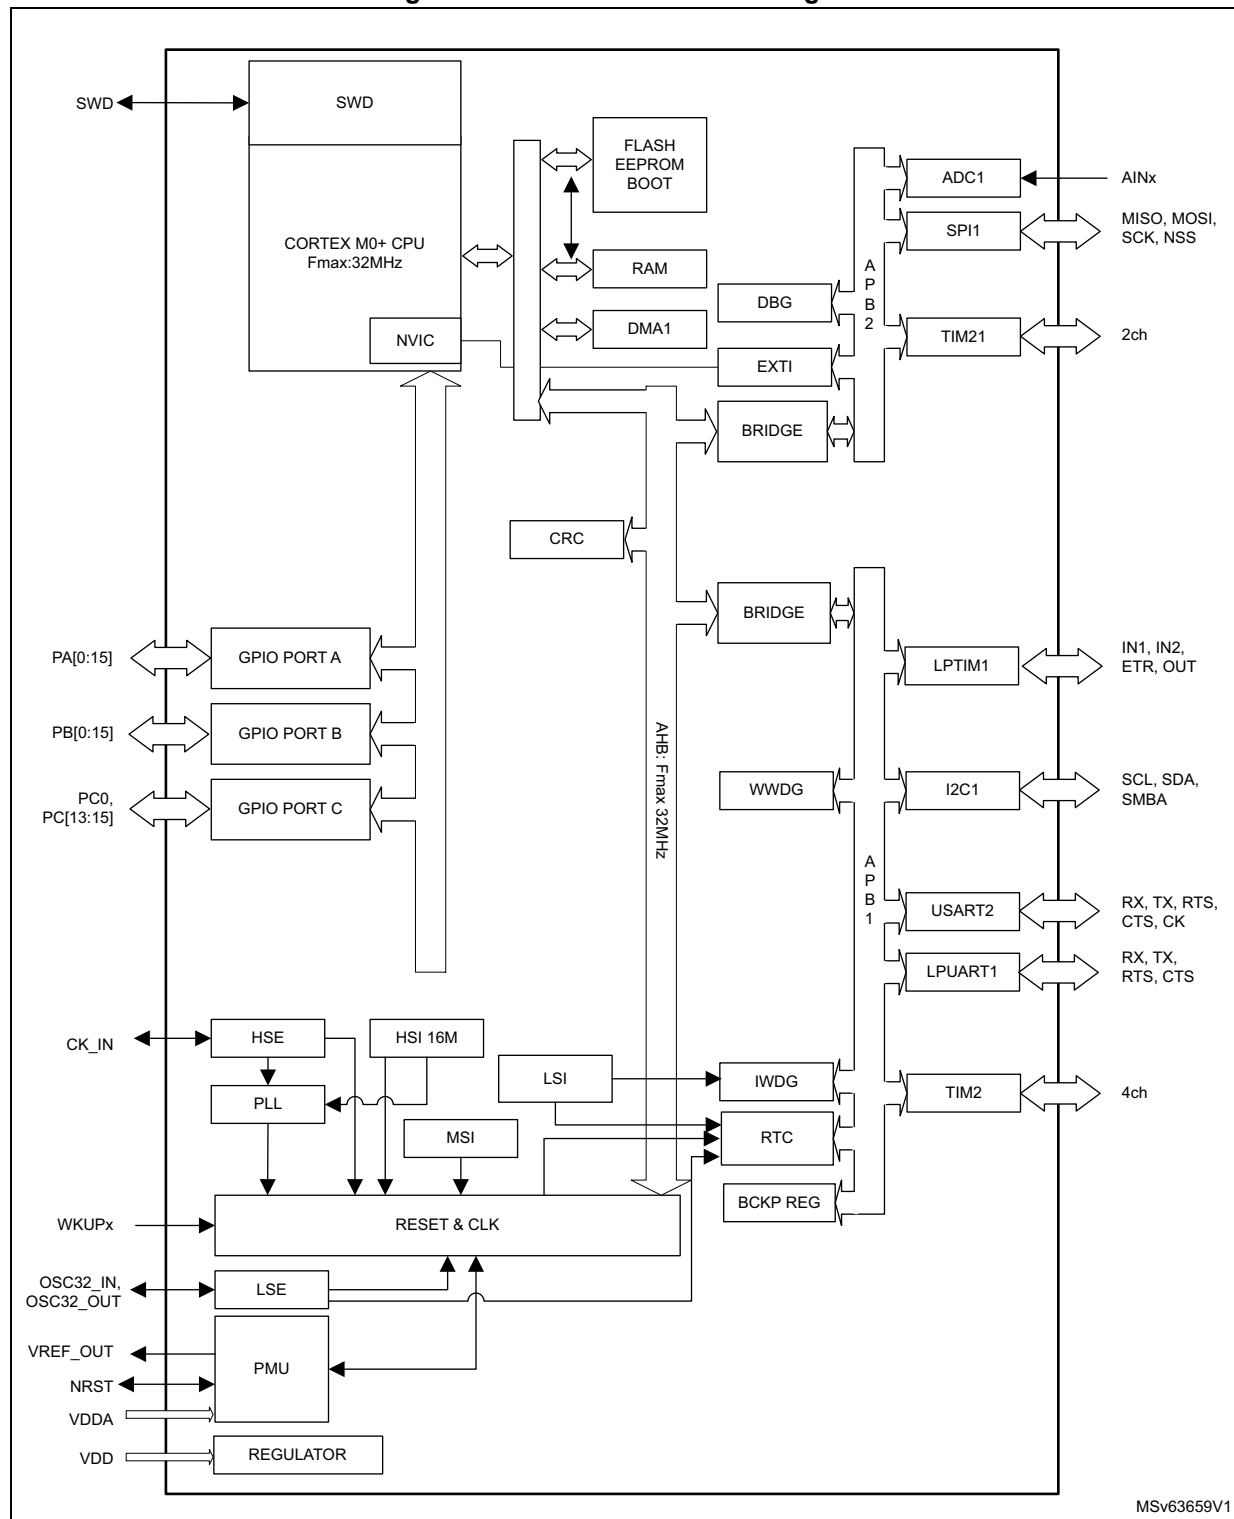 SWD
SWD
FLASH
EEPROM
BOOT
ADC1
AINx
SPI1
MISO, MOSI,
SCK, NSS
CORTEX M0+ CPU
Fmax:32MHz
RAM
APB2
DBG
DMA1
NVIC
TIM21
2ch
EXTI
BRIDGE
CRC
BRIDGE
PA[0:15]
GPIO PORT A
LPTIM1
IN1, IN2,
ETR, OUT
PB[0:15]
GPIO PORT B
AHB: Fmax 32MHz
PC0,
PC[13:15]
GPIO PORT C
WWDG
I2C1
SCL, SDA,
SMBA
APB1
USART2
RX, TX, RTS,
CTS, CK
LPUART1
RX, TX,
RTS, CTS
CK_IN
HSE
HSI 16M
LSI
IWDG
PLL
TIM2
4ch
MSI
RTC
BCKP REG
WKUPx
RESET & CLK
OSC32_IN,
OSC32_OUT
LSE
VREF_OUT
PMU
NRST
VDDA
VDD
REGULATOR
MSv63659V1